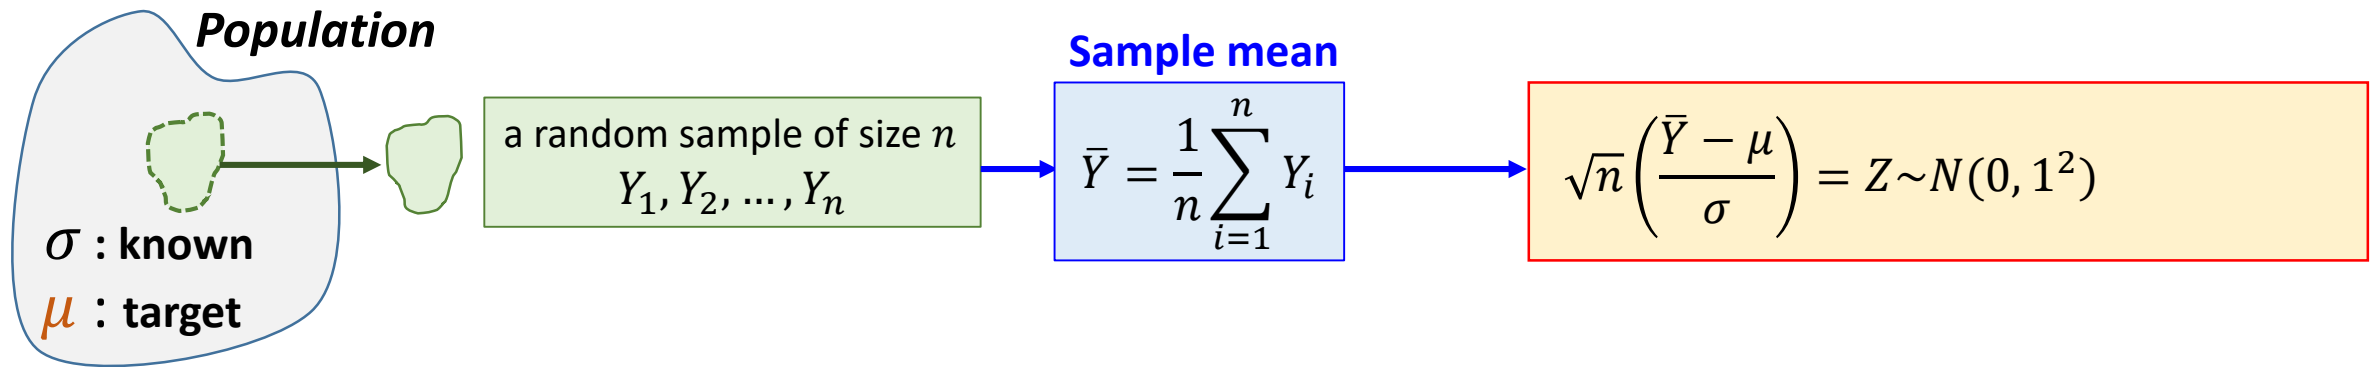 Population
σ : known
μ : target
a random sample of size n
Y₁, Y₂, … , Yₙ
Sample mean
Ȳ = 1/n ∑ᵢ₌₁ⁿ Yᵢ
√n ( (Ȳ − μ) / σ ) = Z~N(0, 1²)